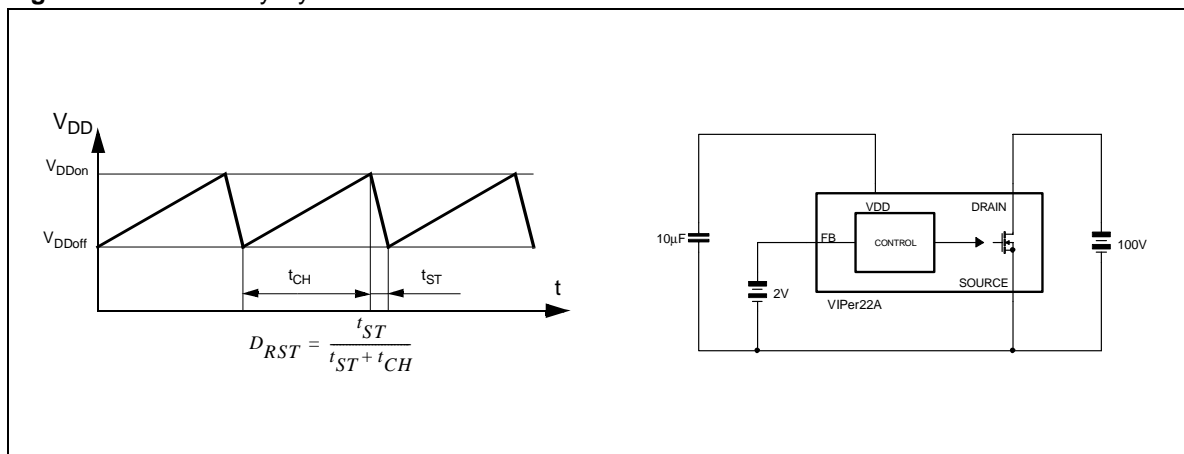 V_DD
V_DDon
V_DDoff
t_CH
t_ST
t
D_RST = t_ST / (t_ST + t_CH)
10μF
VDD
DRAIN
FB
CONTROL
2V
SOURCE
VIPer22A
100V